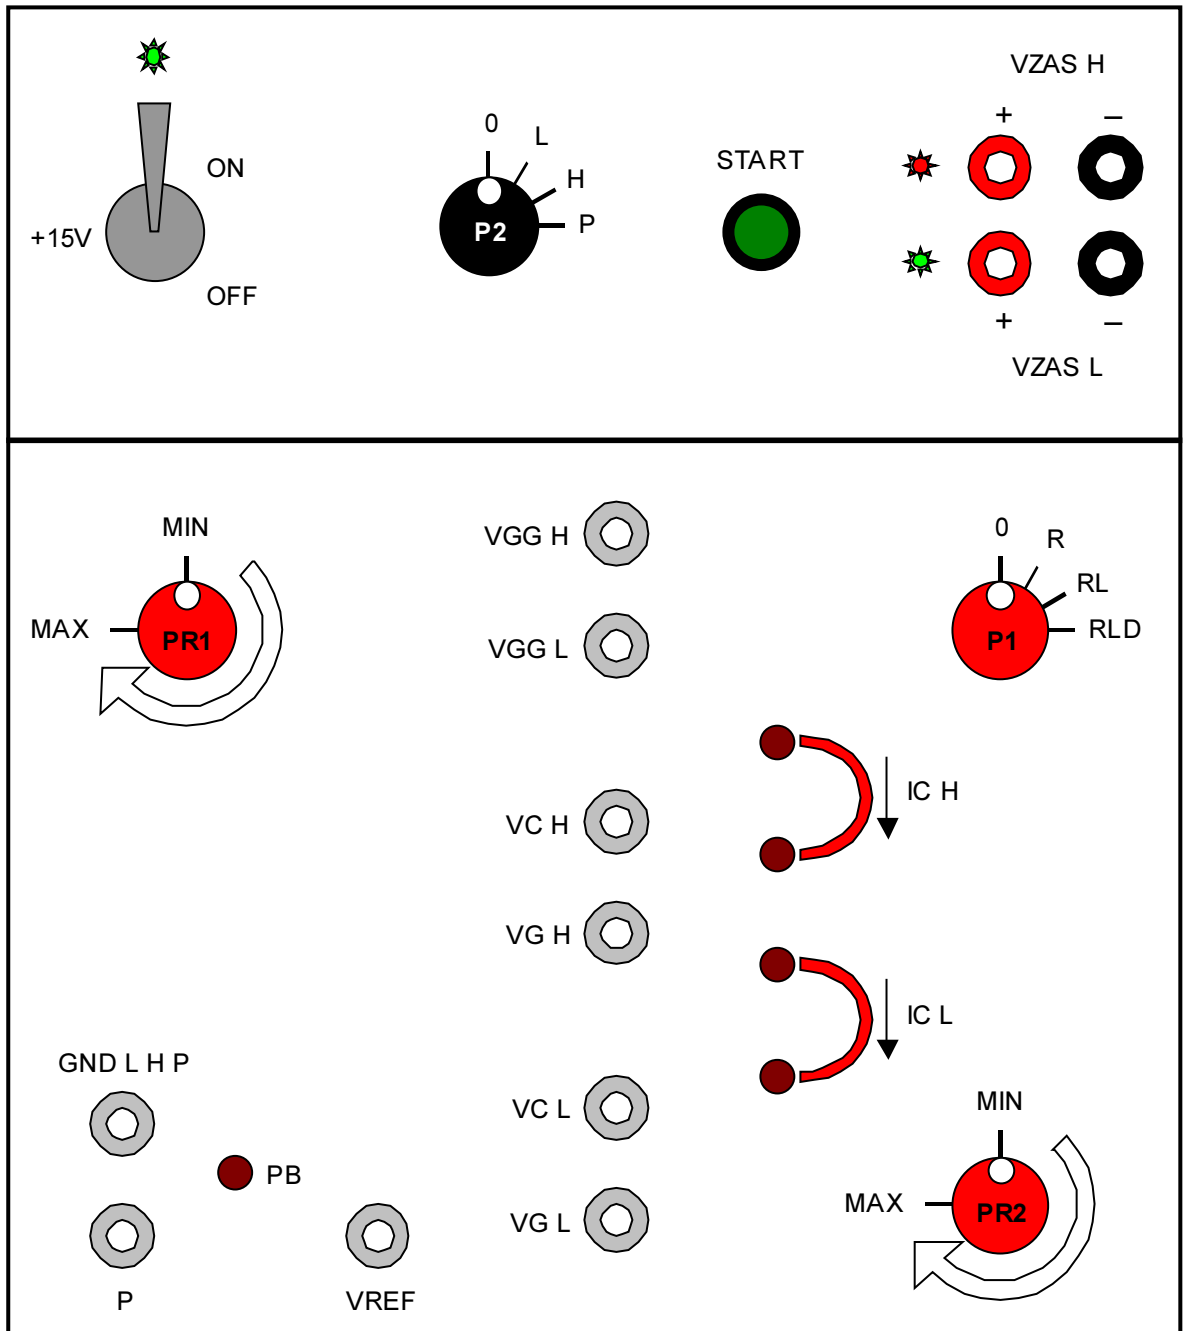 VZAS H
+ –
0
L
ON
START
H
P
+15V
P2
OFF
+ –
VZAS L
MIN
VGG H
0
R
RL
MAX
PR1
VGG L
P1
RLD
IC H
VC H
VG H
IC L
GND L H P
VC L
MIN
PB
MAX
PR2
VG L
P
VREF